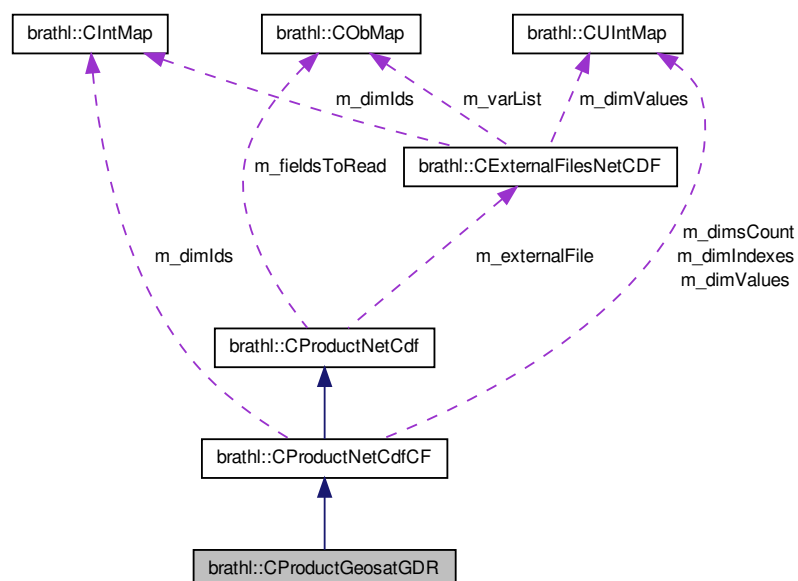 brathl::CIntMap
brathl::CObMap
brathl::CUIntMap
m_dimIds
m_varList
m_dimValues
m_fieldsToRead
brathl::CExternalFilesNetCDF
m_dimIds
m_externalFile
m_dimsCount
m_dimIndexes
m_dimValues
brathl::CProductNetCdf
brathl::CProductNetCdfCF
brathl::CProductGeosatGDR